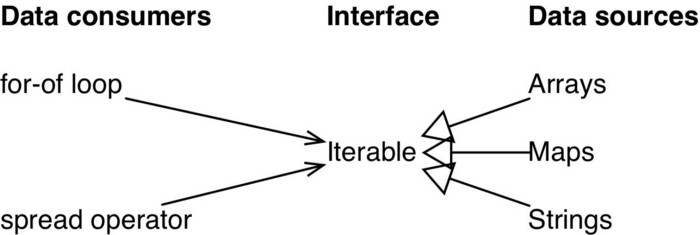 Data consumers Interface Data sources
for-of loop Arrays
Iterable Maps
spread operator Strings